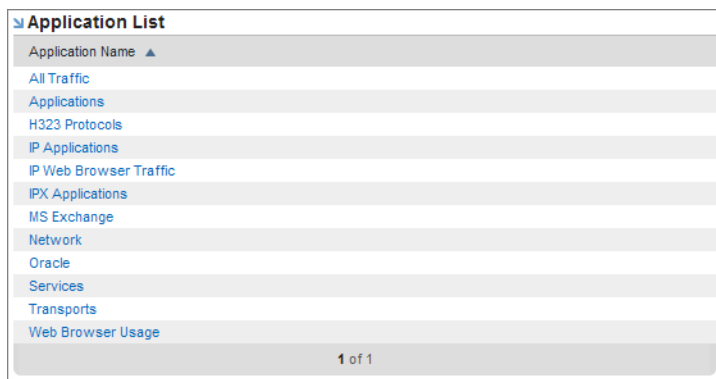 Application List
Application Name
All Traffic
Applications
H323 Protocols
IP Applications
IP Web Browser Traffic
IPX Applications
MS Exchange
Network
Oracle
Services
Transports
Web Browser Usage
1 of 1